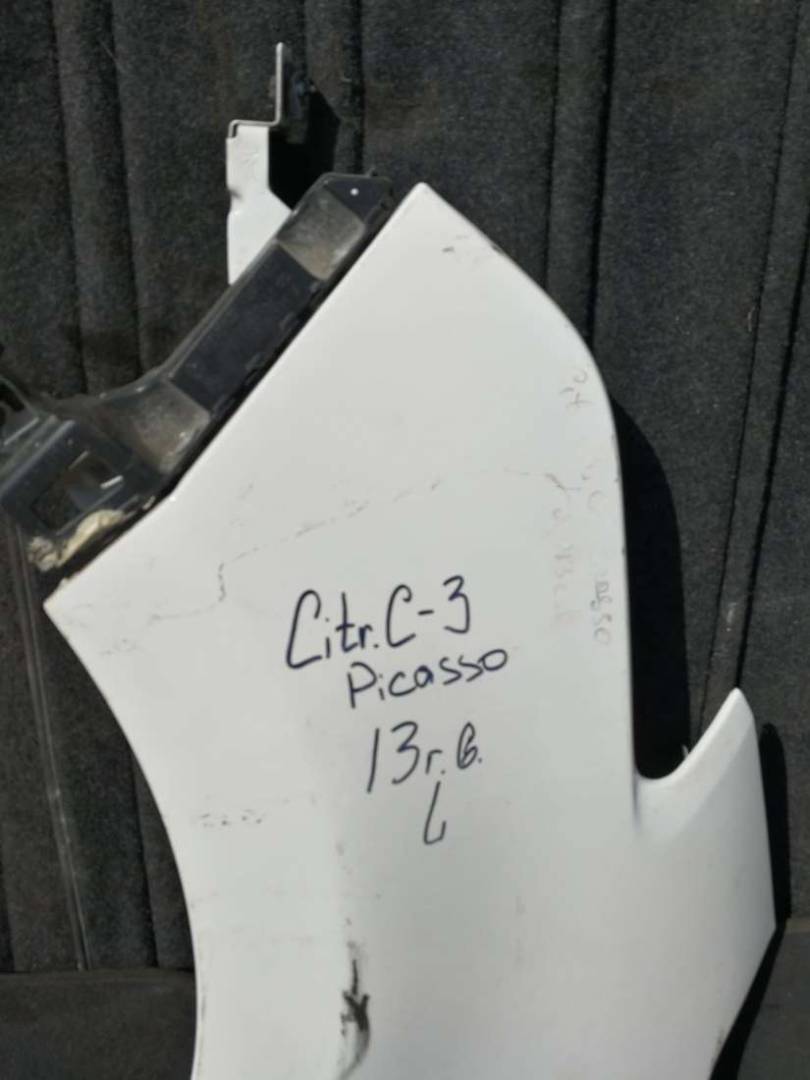 Citr. C-3
Picasso
13г.в.
L